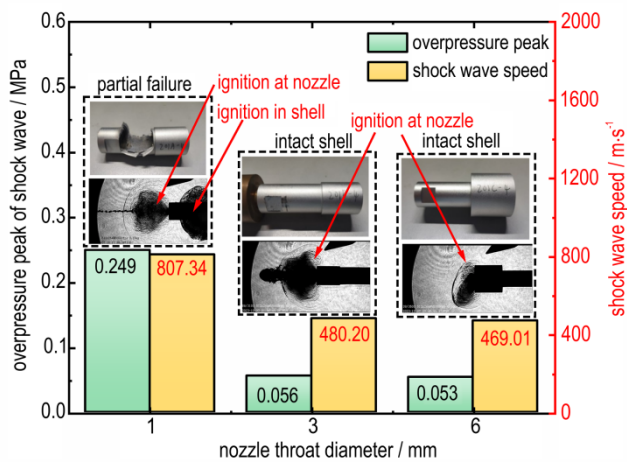 overpressure peak
shock wave speed
partial failure
ignition at nozzle
ignition in shell
intact shell
ignition at nozzle
intact shell
0.249
807.34
0.056
480.20
0.053
469.01
0.6
0.5
0.4
0.3
0.2
0.1
0.0
overpressure peak of shock wave / MPa
2000
1600
1200
800
400
0
shock wave speed / m·s⁻¹
1
3
6
nozzle throat diameter / mm